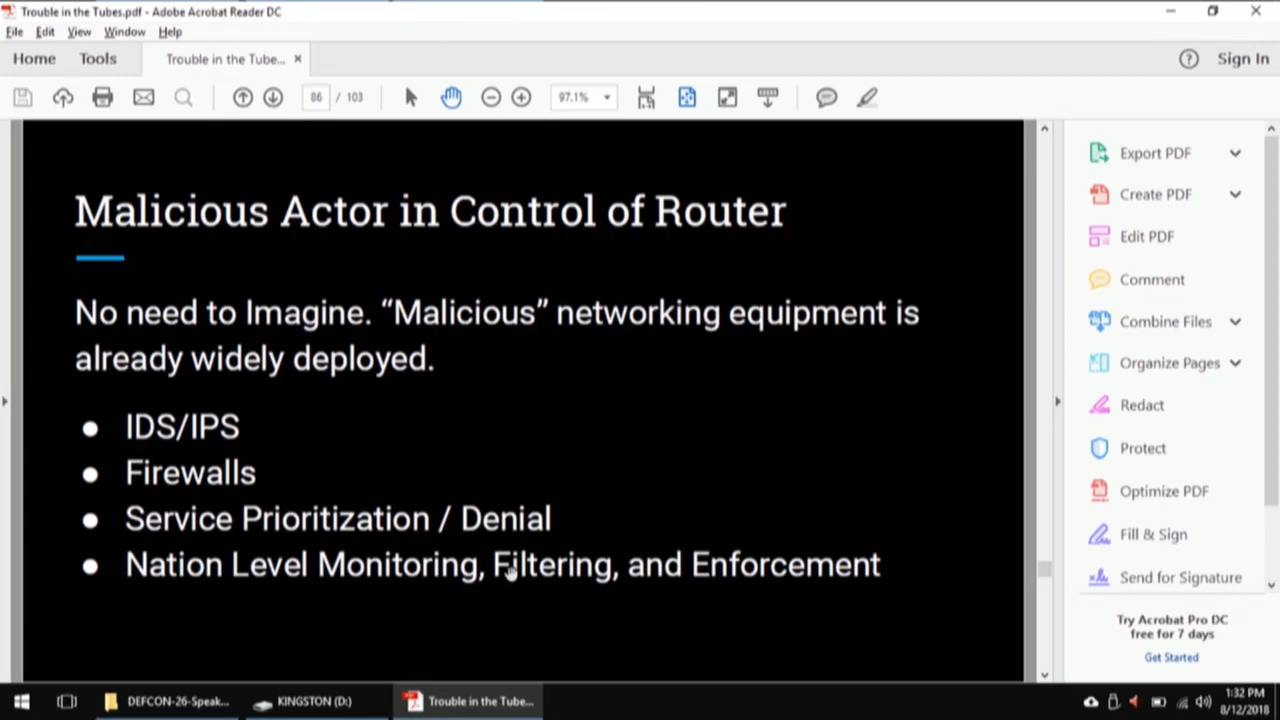 Trouble in the Tubes.pdf - Adobe Acrobat Reader DC
File Edit View Window Help
Home Tools Trouble in the Tube... × Sign In
86 / 103 97.1%
Malicious Actor in Control of Router
No need to Imagine. “Malicious” networking equipment is
already widely deployed.
● IDS/IPS
● Firewalls
● Service Prioritization / Denial
● Nation Level Monitoring, Filtering, and Enforcement
Export PDF
Create PDF
Edit PDF
Comment
Combine Files
Organize Pages
Redact
Protect
Optimize PDF
Fill & Sign
Send for Signature
Try Acrobat Pro DC
free for 7 days
Get Started
DEFCON-26-Speak... KINGSTON (D:) Trouble in the Tube... 1:32 PM
8/12/2018